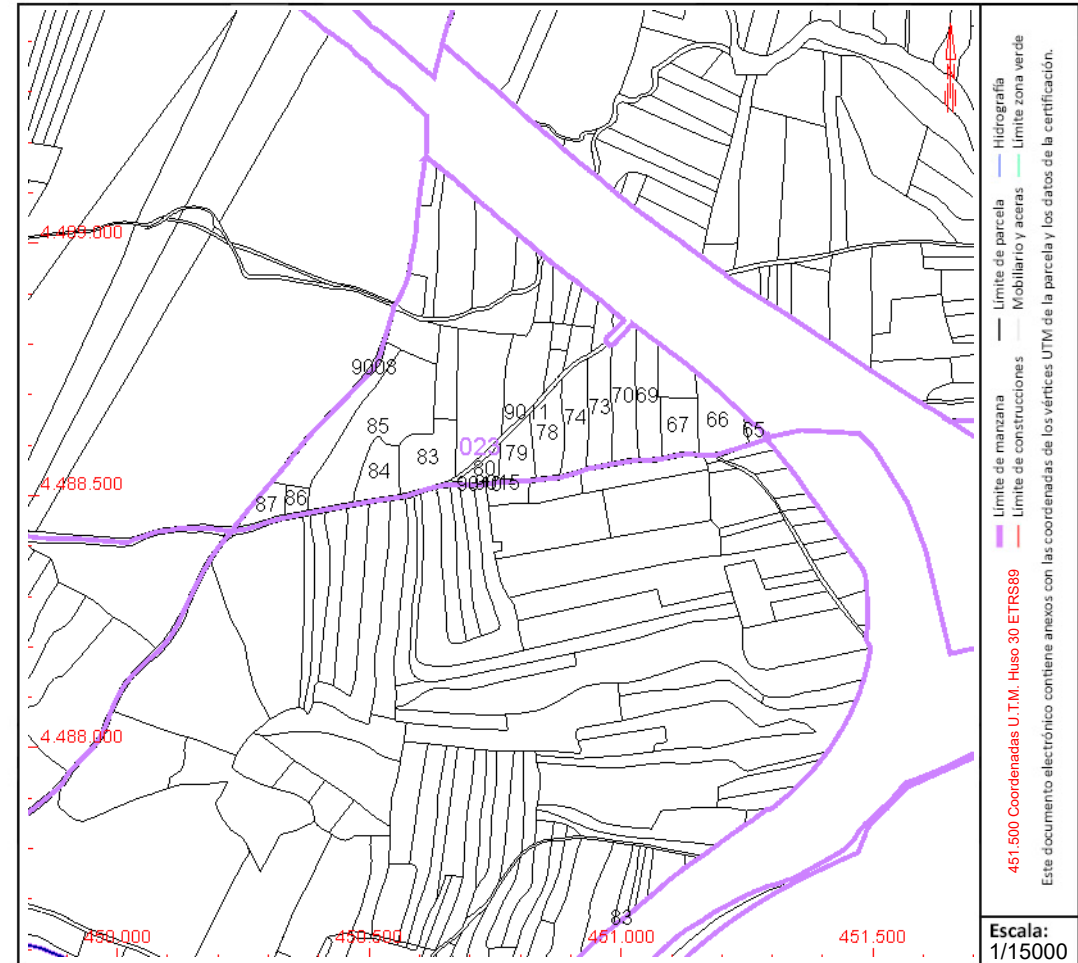 4.489.000
9008
70 69
9011
74 73
85
78
67
66
65
023
83
79
84
80
4.488.500
87
86
4.488.000
83
450.000
450.500
451.000
451.500
Límite de manzana
Límite de parcela
Hidrografía
451.500 Coordenadas U.T.M. Huso 30 ETRS89
Límite de construcciones
Mobiliario y aceras
Límite zona verde
Este documento electrónico contiene anexos con las coordenadas de los vértices UTM de la parcela y los datos de la certificación.
Escala:
1/15000